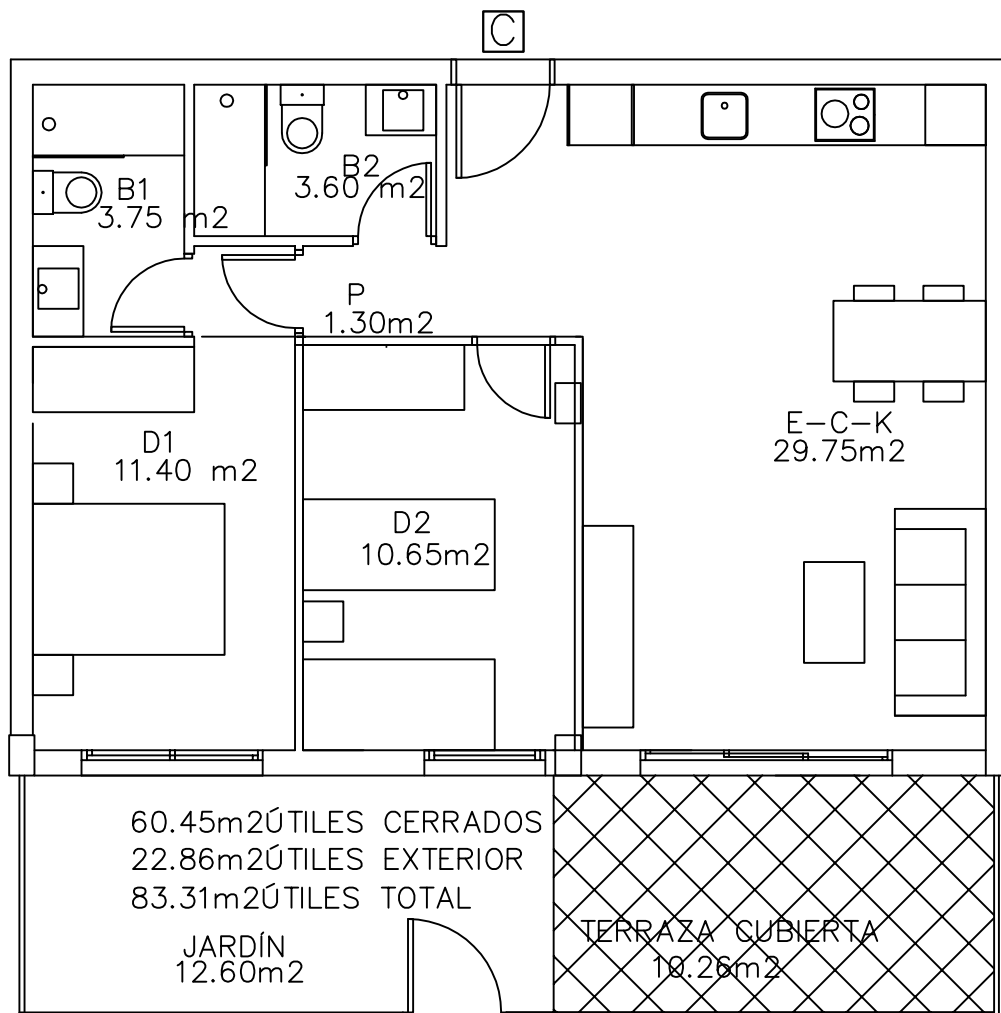 C
B2
3.60 m2
B1
3.75 m2
P
1.30m2
E-C-K
29.75m2
D1
11.40 m2
D2
10.65m2
60.45m2ÚTILES CERRADOS
22.86m2ÚTILES EXTERIOR
83.31m2ÚTILES TOTAL
JARDÍN
12.60m2
TERRAZA CUBIERTA
10.26m2